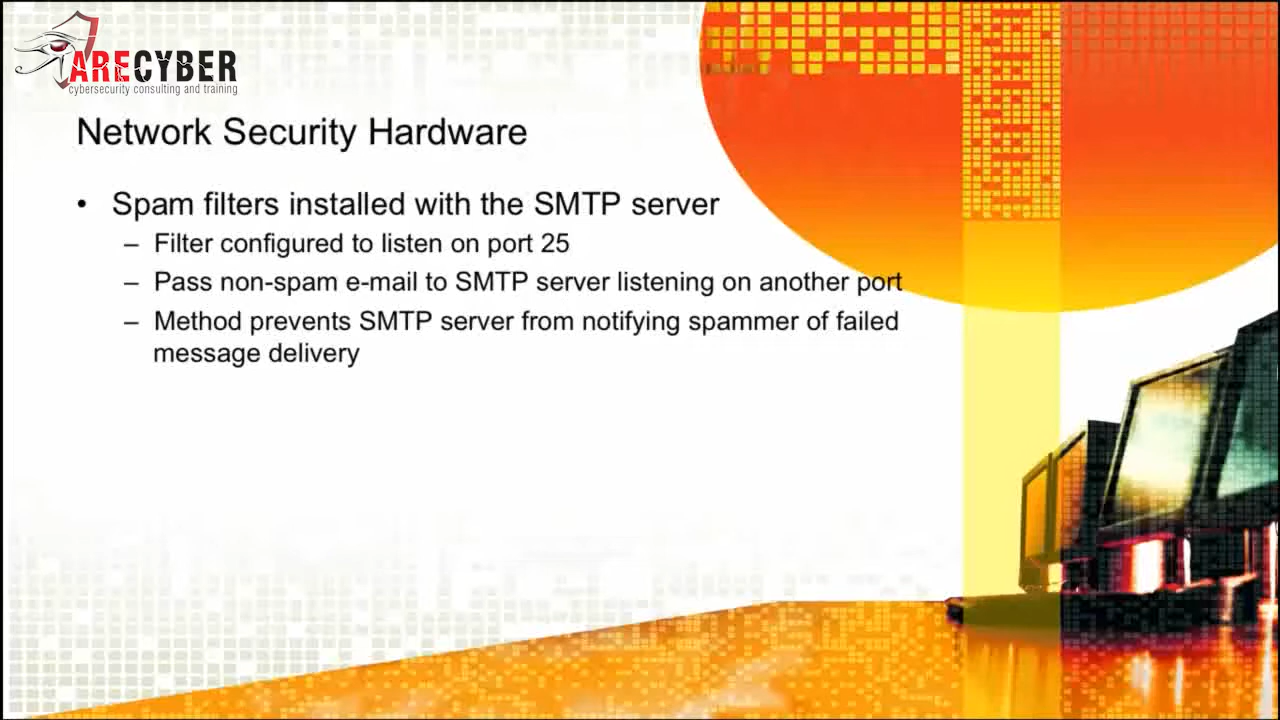 ARECYBER
cybersecurity consulting and training
Network Security Hardware
• Spam filters installed with the SMTP server
– Filter configured to listen on port 25
– Pass non-spam e-mail to SMTP server listening on another port
– Method prevents SMTP server from notifying spammer of failed
message delivery